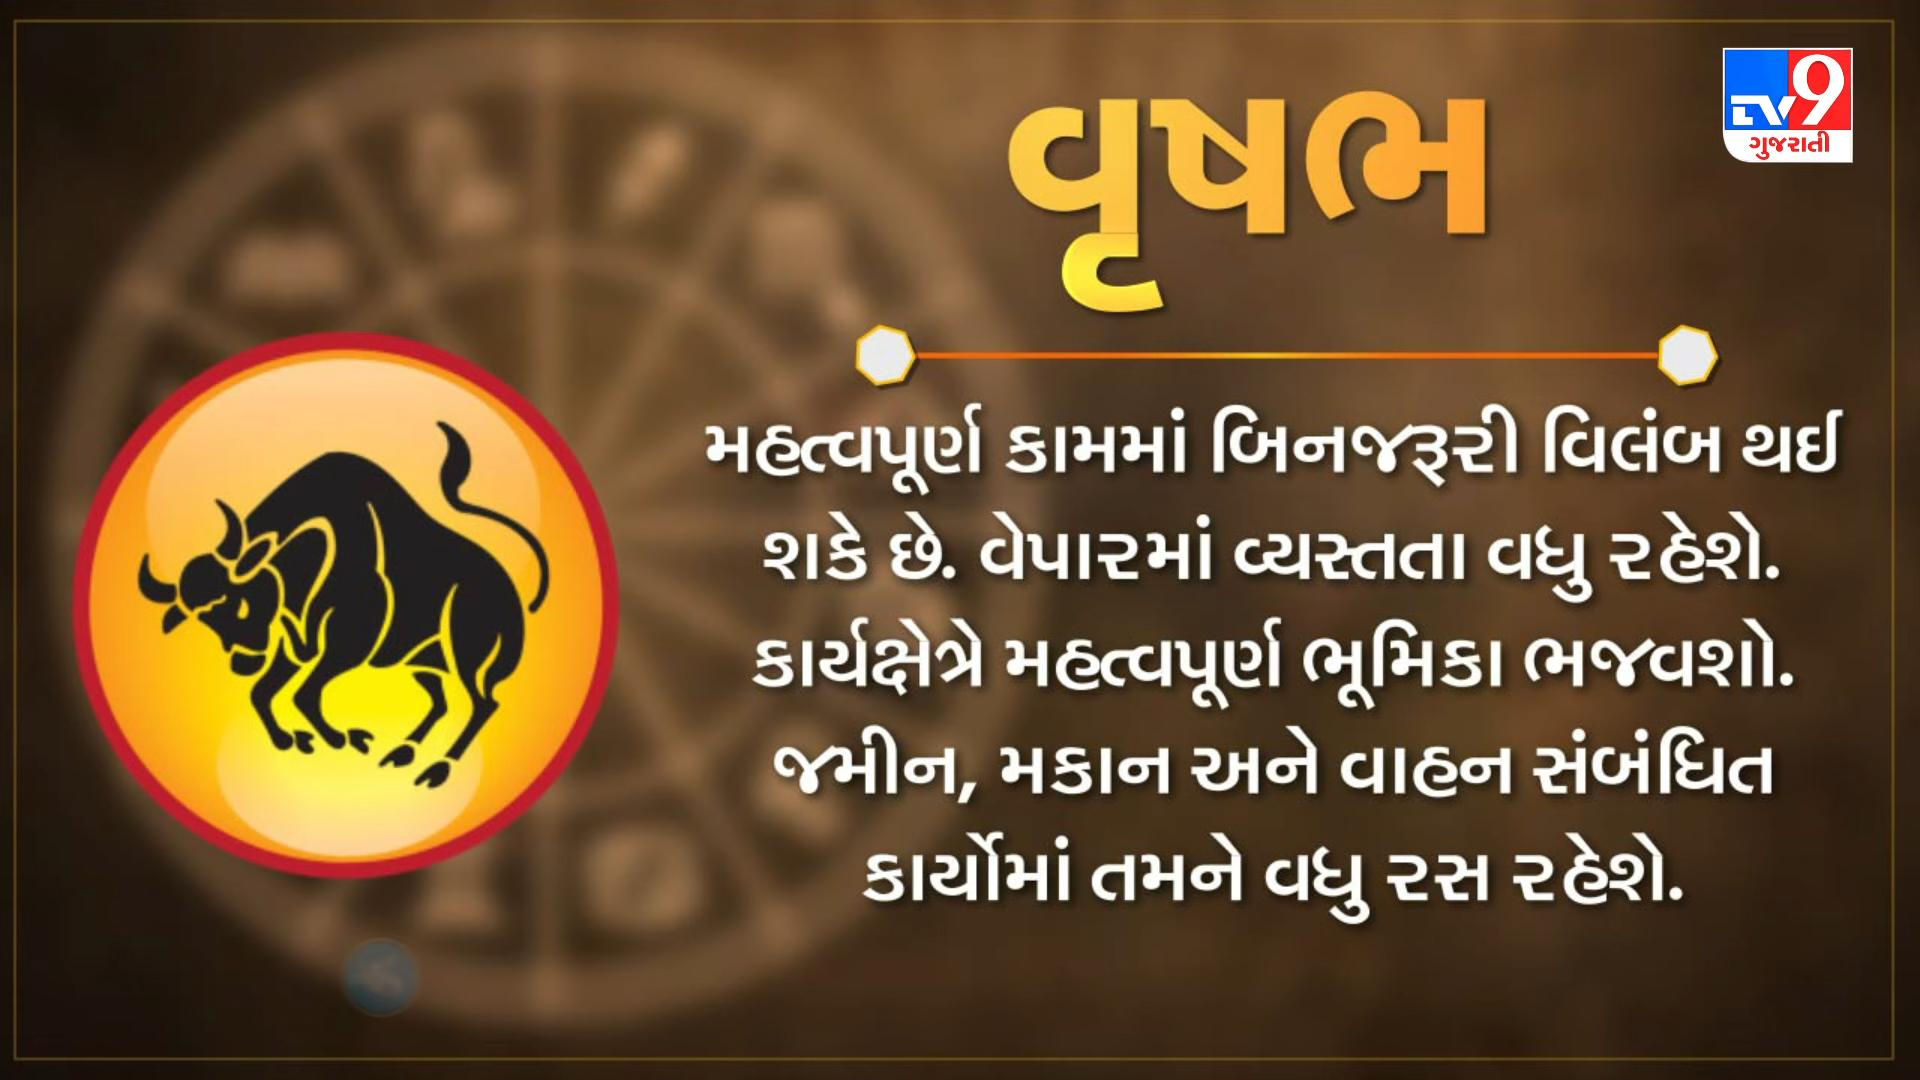 TV9
ગુજરાતી
વૃષભ
મહત્વપૂર્ણ કામમાં બિનજરૂરી વિલંબ થઈ
શકે છે. વેપારમાં વ્યસ્તતા વધુ રહેશે.
કાર્યક્ષેત્રે મહત્વપૂર્ણ ભૂમિકા ભજવશો.
જમીન, મકાન અને વાહન સંબંધિત
કાર્યોમાં તમને વધુ રસ રહેશે.